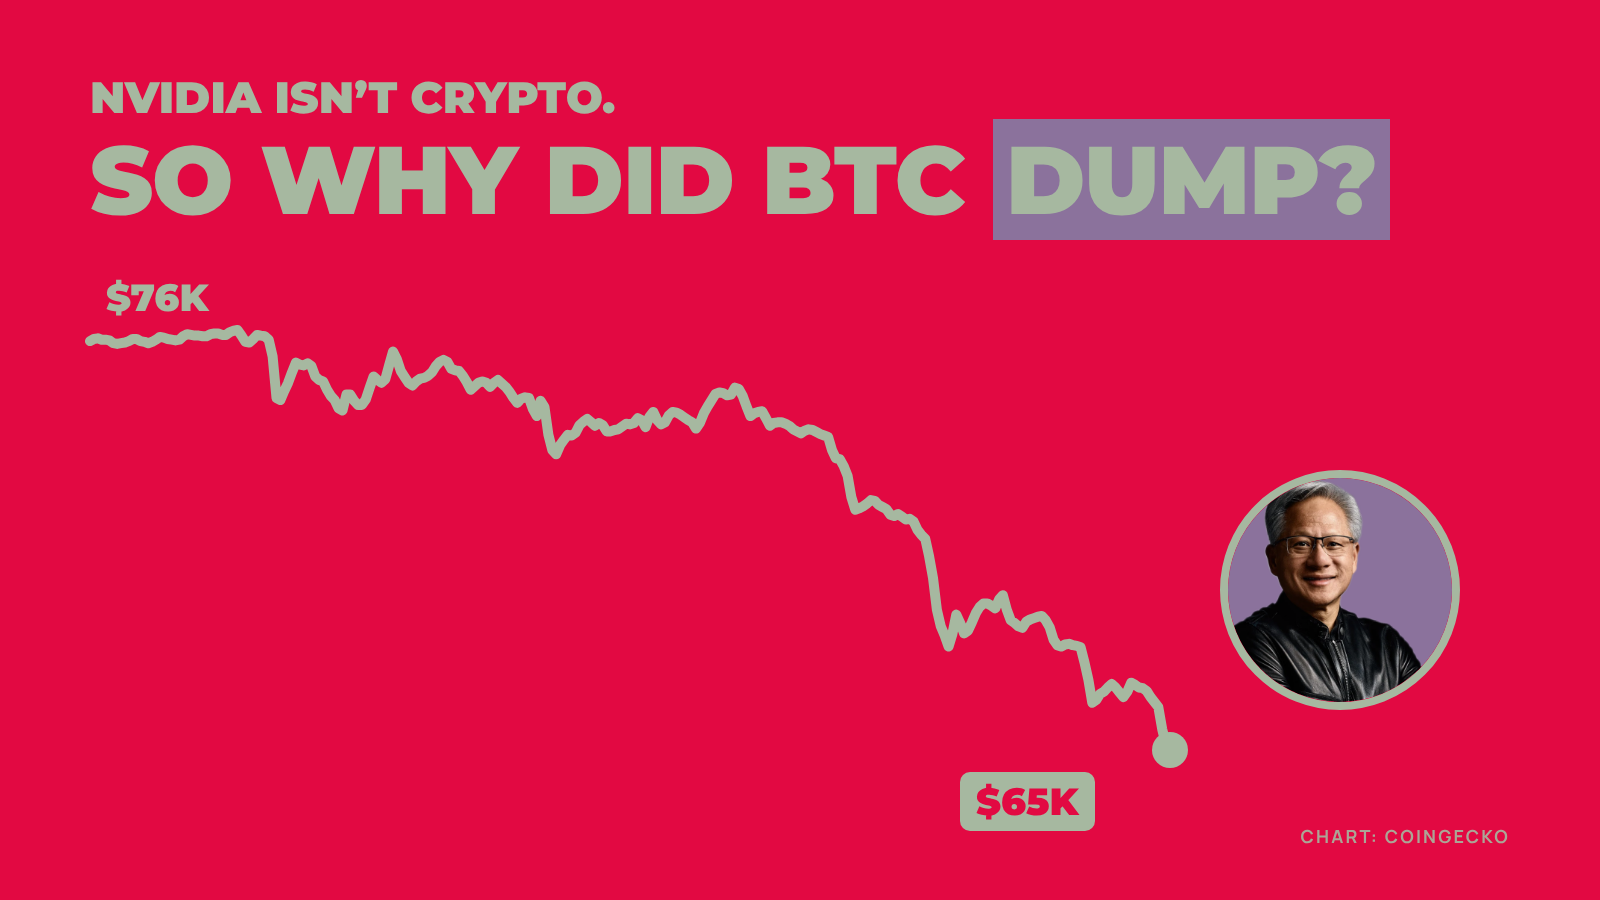 NVIDIA ISN’T CRYPTO.
SO WHY DID BTC DUMP?
$76K
$65K
CHART: COINGECKO